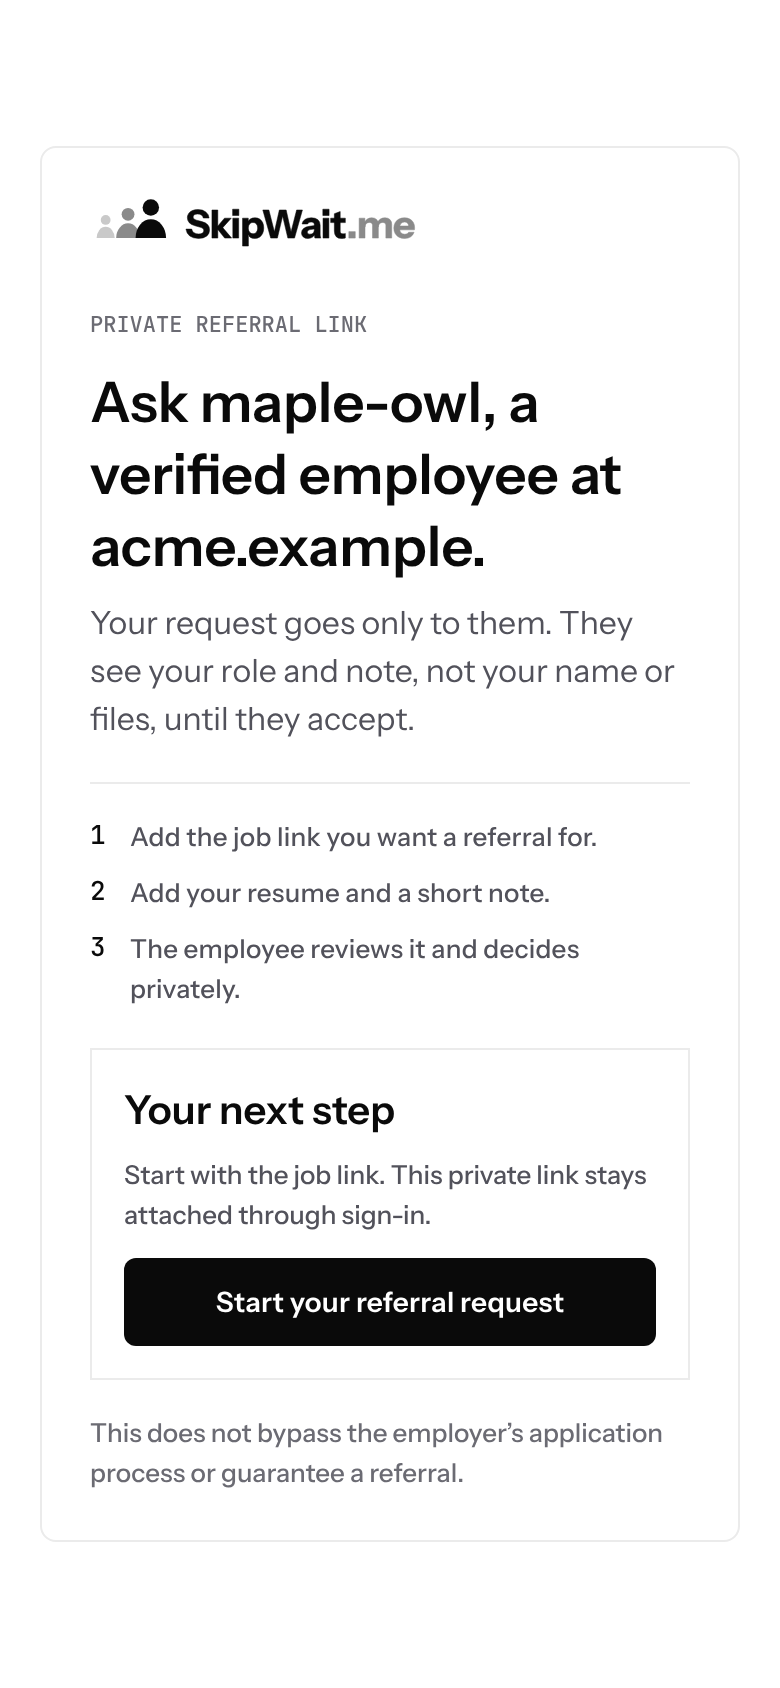 SkipWait.me
PRIVATE REFERRAL LINK
Ask maple-owl, a
verified employee at
acme.example.
Your request goes only to them. They
see your role and note, not your name or
files, until they accept.
1 Add the job link you want a referral for.
2 Add your resume and a short note.
3 The employee reviews it and decides
privately.
Your next step
Start with the job link. This private link stays
attached through sign-in.
Start your referral request
This does not bypass the employer’s application
process or guarantee a referral.